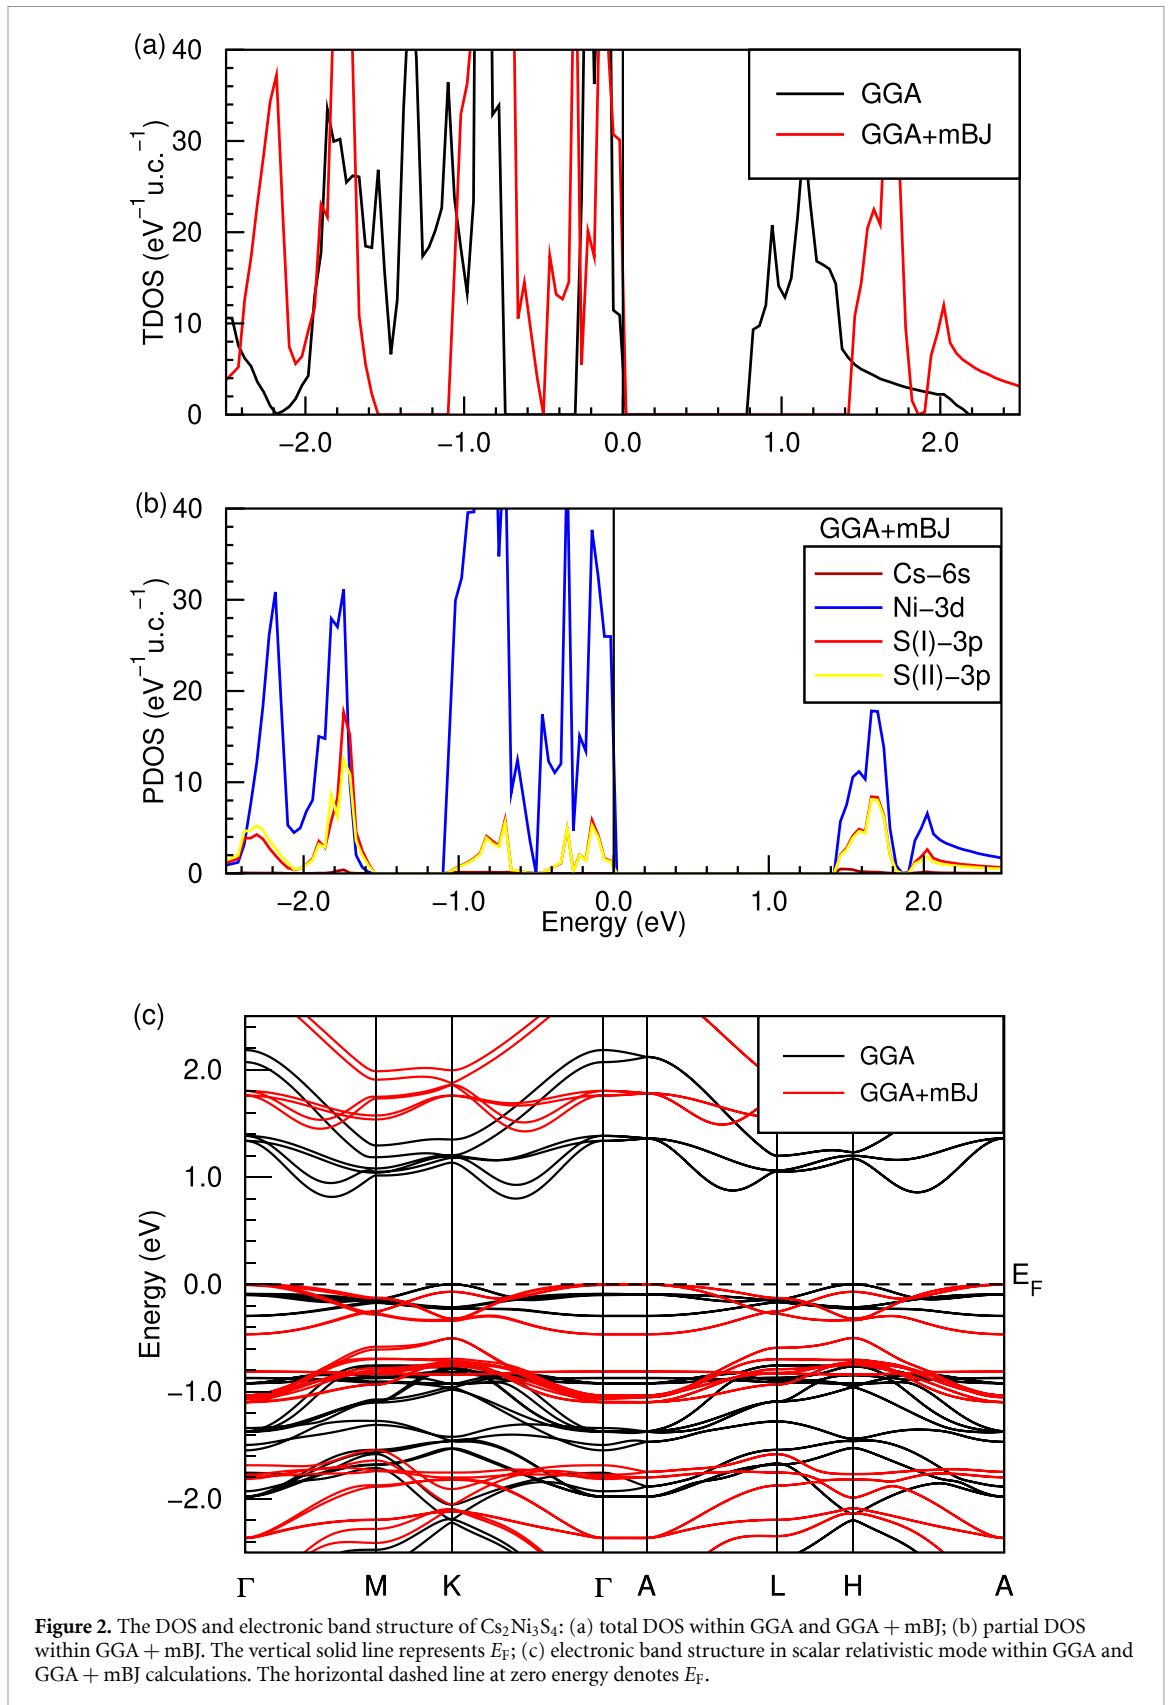 (a)
40
30
20
10
0
TDOS (eV⁻¹u.c.⁻¹)
GGA
GGA+mBJ
−2.0 −1.0 0.0 1.0 2.0
(b)
40
30
20
10
0
PDOS (eV⁻¹u.c.⁻¹)
GGA+mBJ
Cs−6s
Ni−3d
S(I)−3p
S(II)−3p
−2.0 −1.0 0.0 1.0 2.0
Energy (eV)
(c)
2.0
1.0
0.0
−1.0
−2.0
Energy (eV)
GGA
GGA+mBJ
E_F
Γ M K Γ A L H A
Figure 2. The DOS and electronic band structure of Cs₂Ni₃S₄: (a) total DOS within GGA and GGA + mBJ; (b) partial DOS
within GGA + mBJ. The vertical solid line represents E_F; (c) electronic band structure in scalar relativistic mode within GGA and
GGA + mBJ calculations. The horizontal dashed line at zero energy denotes E_F.